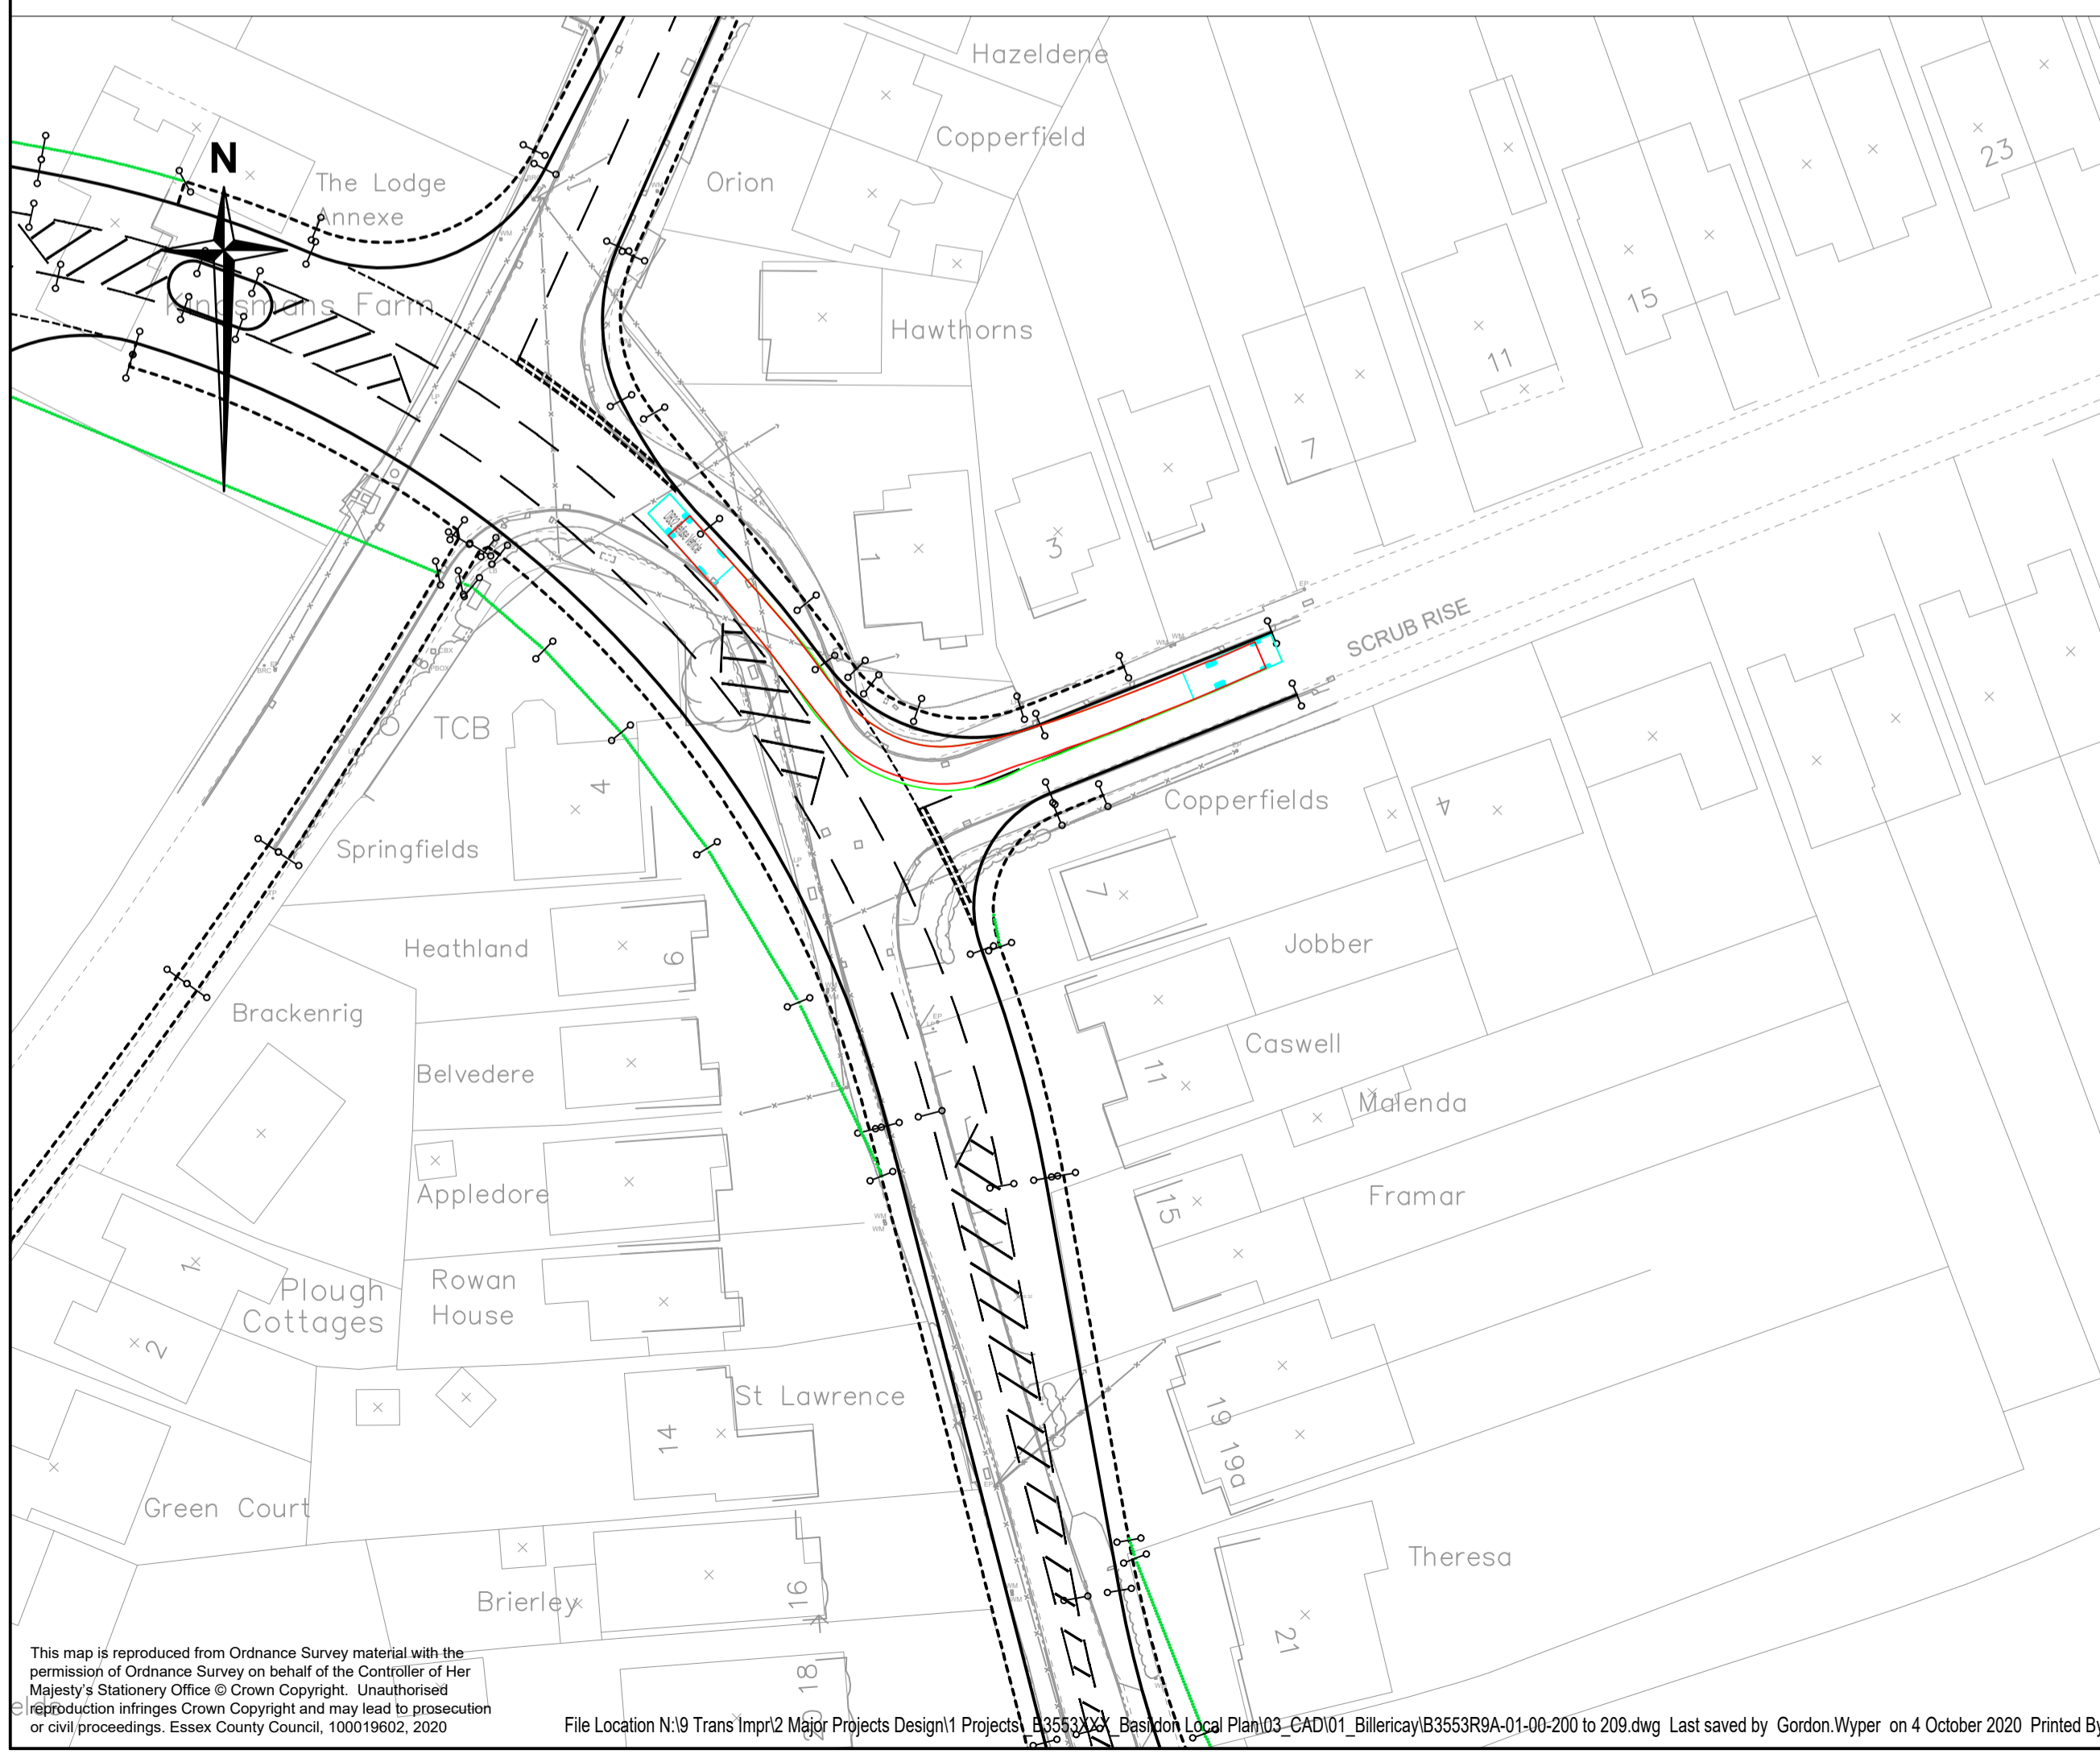 Hazeldene
Copperfield
Orion
N
The Lodge
Annexe
Kingsmans Farm
Hawthorns
23
15
11
7
1
3
SCRUB RISE
TCB
4
Springfields
Copperfields
4
7
Heathland
6
Jobber
Brackenrig
Belvedere
Caswell
11
Malenda
Appledore
15
Framar
1
Plough
Cottages
2
Rowan
House
St Lawrence
14
19 19a
Green Court
Theresa
Brierley
16
21
18
20
This map is reproduced from Ordnance Survey material with the
permission of Ordnance Survey on behalf of the Controller of Her
Majesty's Stationery Office © Crown Copyright. Unauthorised
reproduction infringes Crown Copyright and may lead to prosecution
or civil proceedings. Essex County Council, 100019602, 2020
File Location N:\9 Trans Impr\2 Major Projects Design\1 Projects\_B3553XXX_Basildon Local Plan\03_CAD\01_Billericay\B3553R9A-01-00-200 to 209.dwg Last saved by Gordon.Wyper on 4 October 2020 Printed By